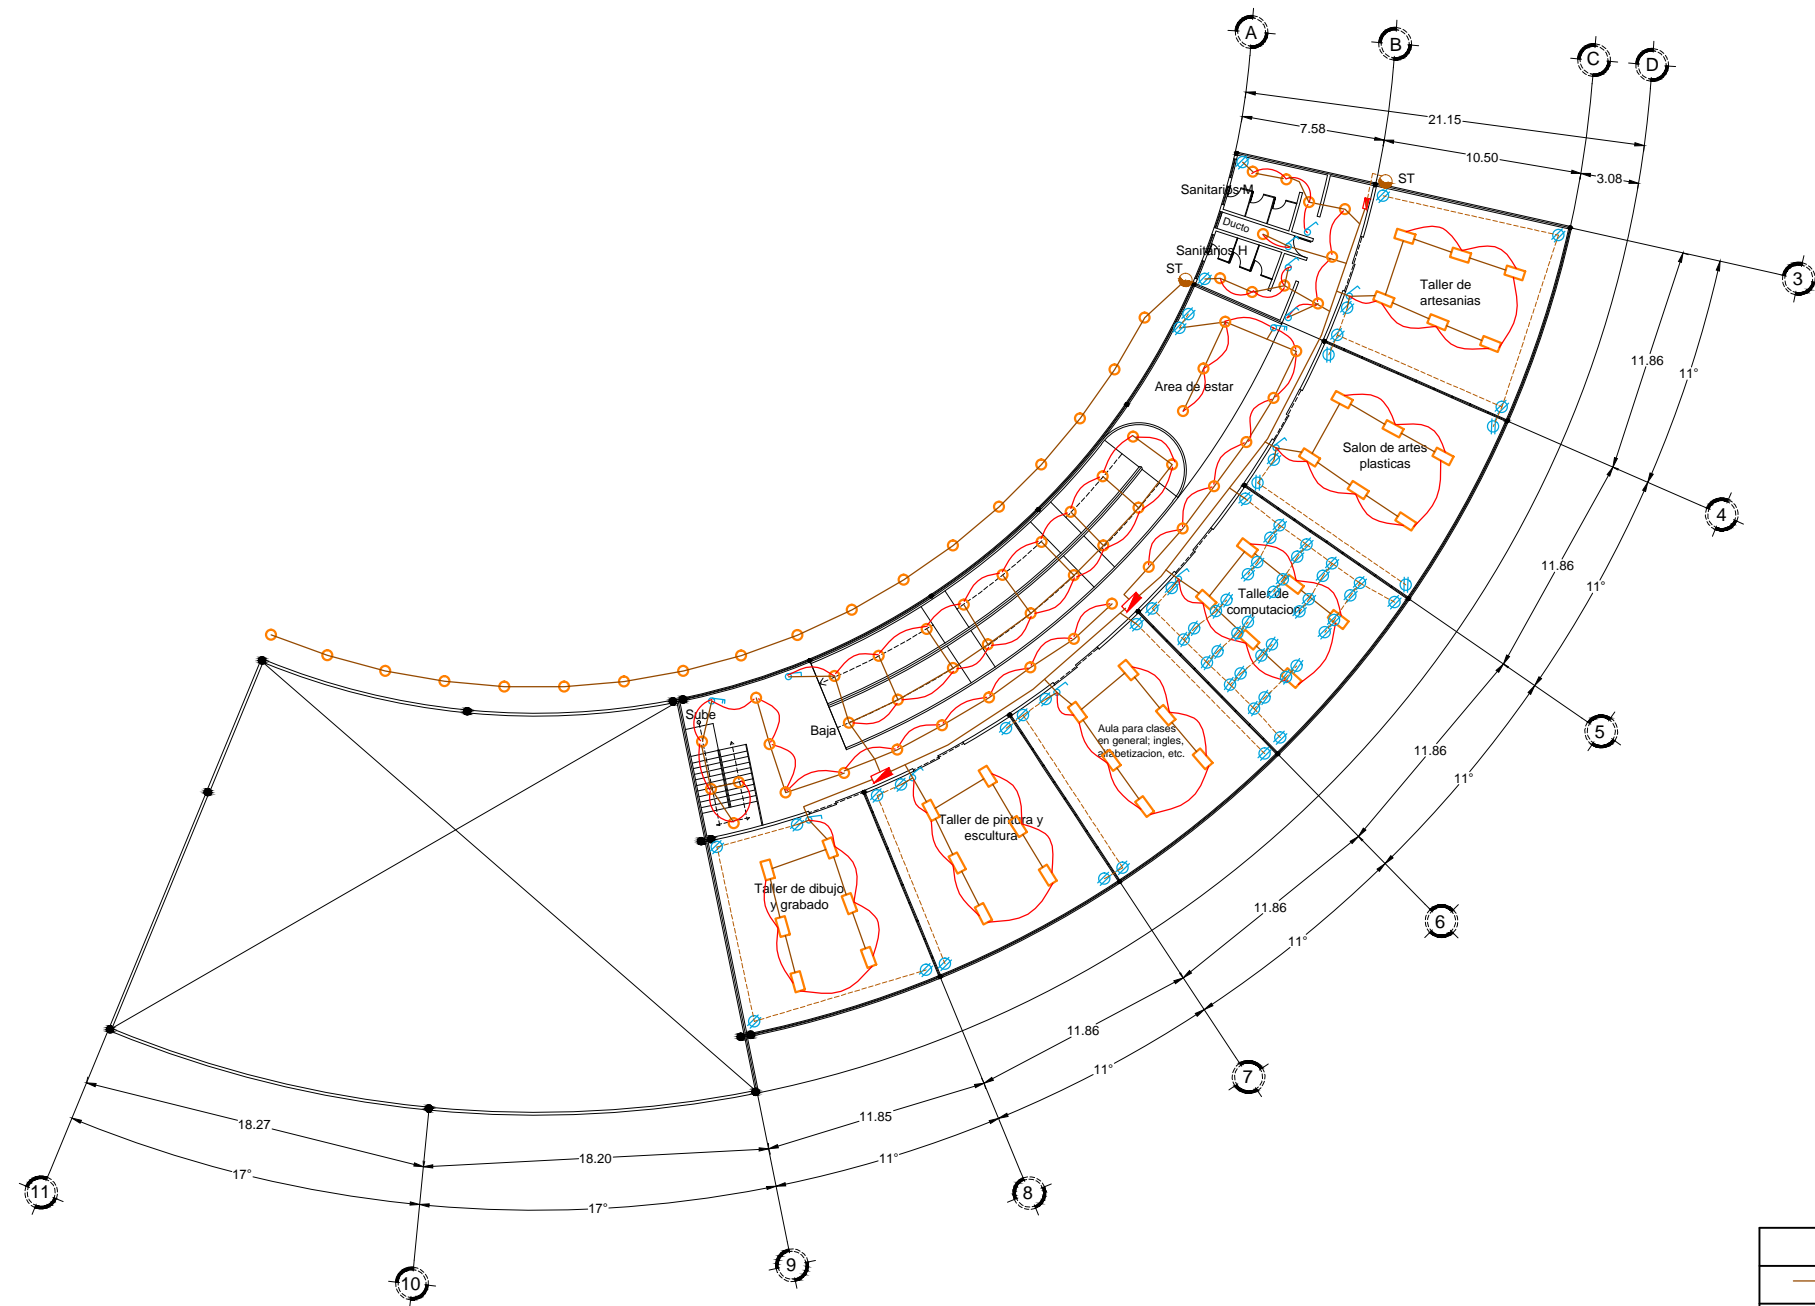 A
B
C
D
21.15
7.58
10.50
3.08
ST
Sanitarios M
Ducto
Sanitarios H
ST
Taller de
artesanias
3
11.86
11°
Area de estar
Salon de artes
plasticas
4
11.86
11°
Taller de
computacion
5
11.86
11°
Sube
Baja
Aula para clases
en general; ingles,
alfabetizacion, etc.
Taller de pintura y
escultura
Taller de dibujo
y grabado
6
11.86
11°
7
11.86
11°
11.85
11°
8
18.27
18.20
17°
17°
11
10
9